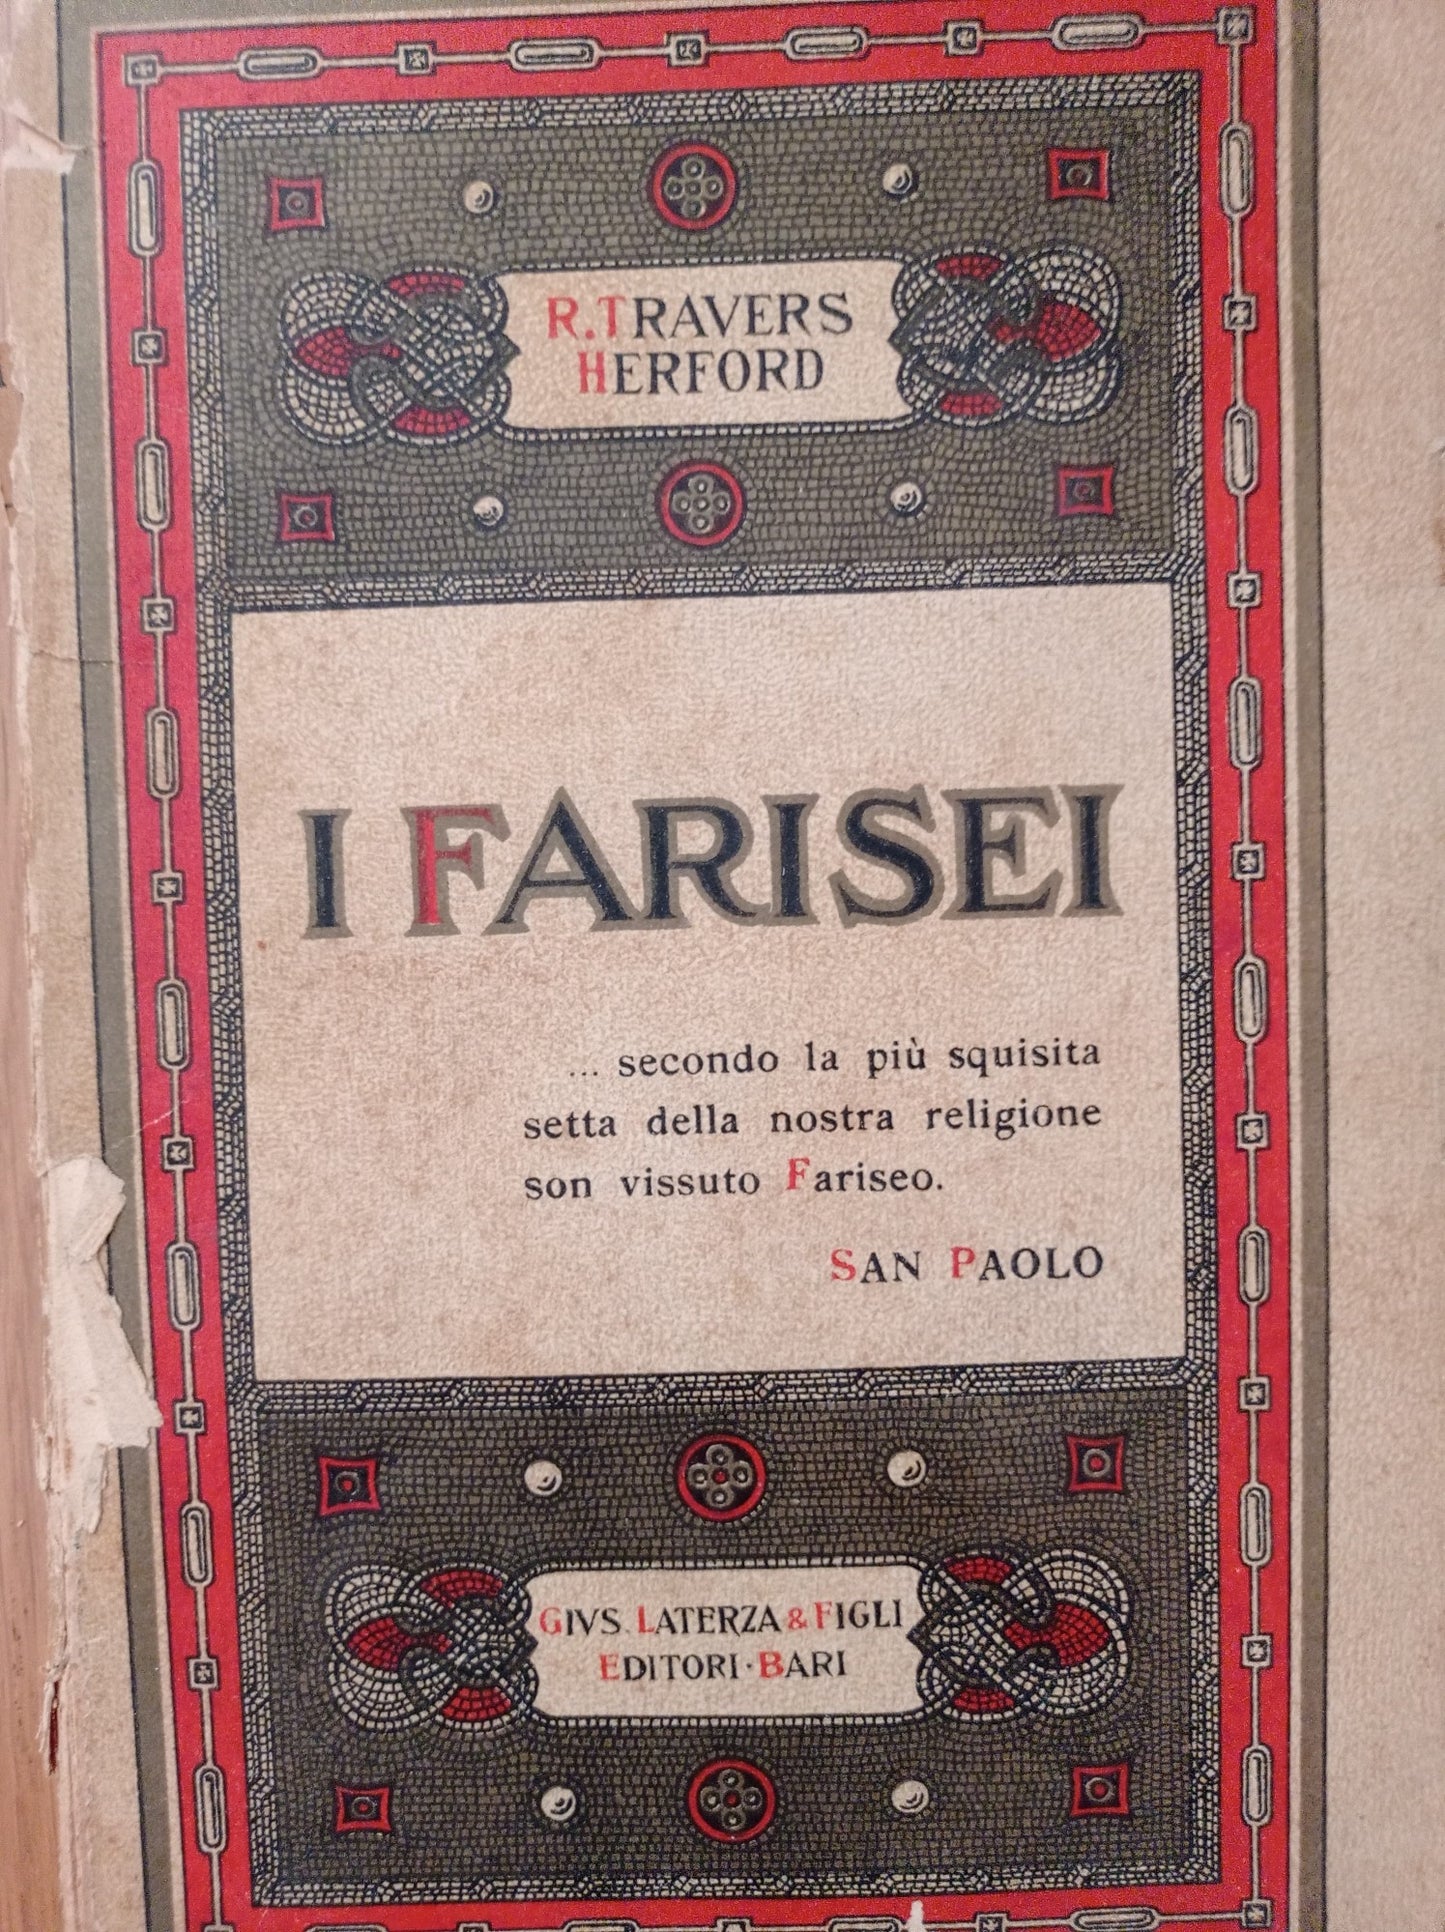 R. TRAVERS
HERFORD
I FARISEI
... secondo la più squisita
setta della nostra religione
son vissuto Fariseo.
SAN PAOLO
GIVS. LATERZA & FIGLI
EDITORI · BARI